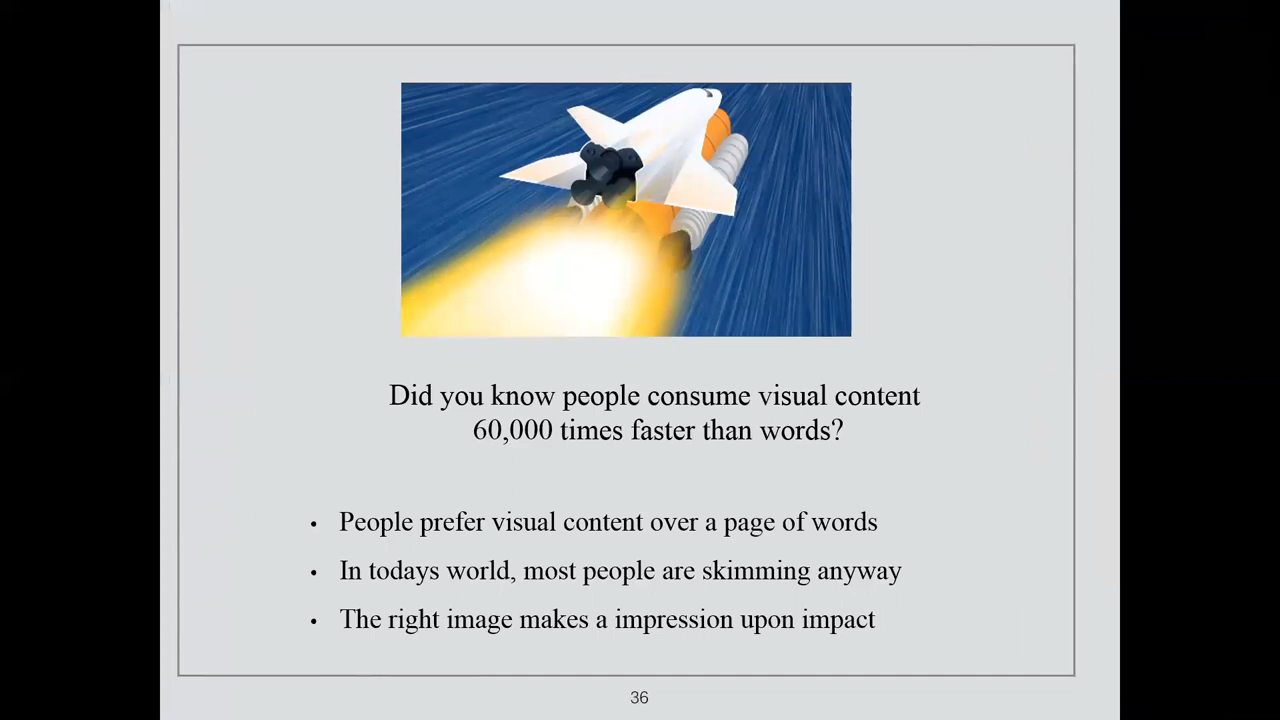 Did you know people consume visual content
60,000 times faster than words?
• People prefer visual content over a page of words
• In todays world, most people are skimming anyway
• The right image makes a impression upon impact
36